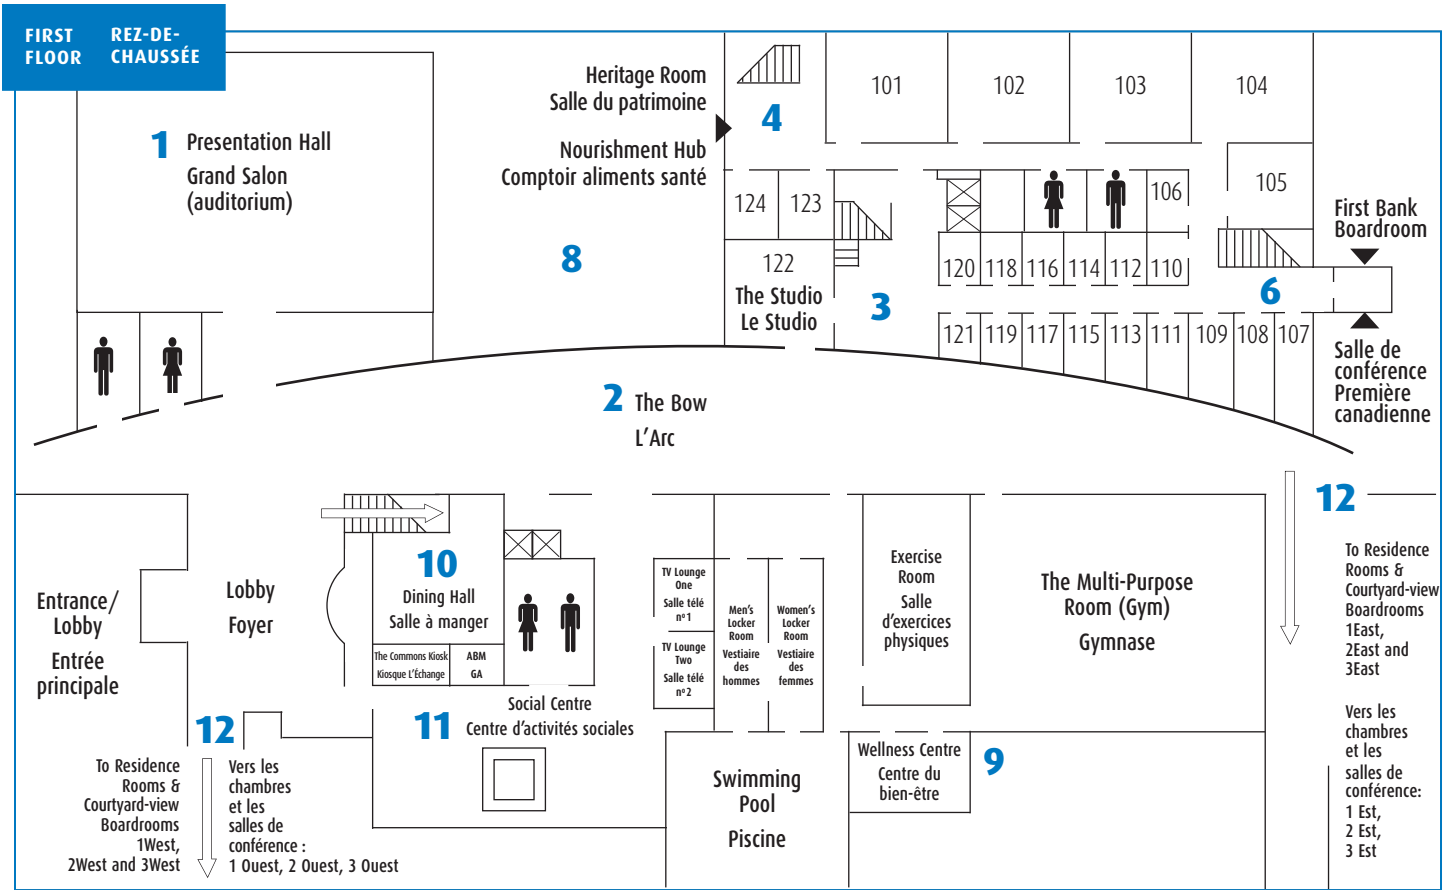 FIRST
FLOOR
REZ-DE-
CHAUSSÉE
1
Presentation Hall
Grand Salon
(auditorium)
Heritage Room
Salle du patrimoine
Nourishment Hub
Comptoir aliments santé
8
4
101
102
103
104
124
123
106
105
122
The Studio
Le Studio
3
120
118
116
114
112
110
6
121
119
117
115
113
111
109
108
107
First Bank
Boardroom
Salle de
conférence
Première
canadienne
2
The Bow
L'Arc
Entrance/
Lobby
Entrée
principale
Lobby
Foyer
10
Dining Hall
Salle à manger
The Commons Kiosk
Kiosque L'Échange
ABM
GA
11
Social Centre
Centre d'activités sociales
TV Lounge
One
Salle télé
nº 1
TV Lounge
Two
Salle télé
nº 2
Men's
Locker
Room
Vestiaire
des
hommes
Women's
Locker
Room
Vestiaire
des
femmes
Exercise
Room
Salle
d'exercices
physiques
The Multi-Purpose
Room (Gym)
Gymnase
Swimming
Pool
Piscine
Wellness Centre
Centre du
bien-être
9
12
To Residence
Rooms &
Courtyard-view
Boardrooms
1West,
2West and 3West
Vers les
chambres
et les
salles de
conférence :
1 Ouest, 2 Ouest, 3 Ouest
12
To Residence
Rooms &
Courtyard-view
Boardrooms
1East,
2East and
3East
Vers les
chambres
et les
salles de
conférence:
1 Est,
2 Est,
3 Est